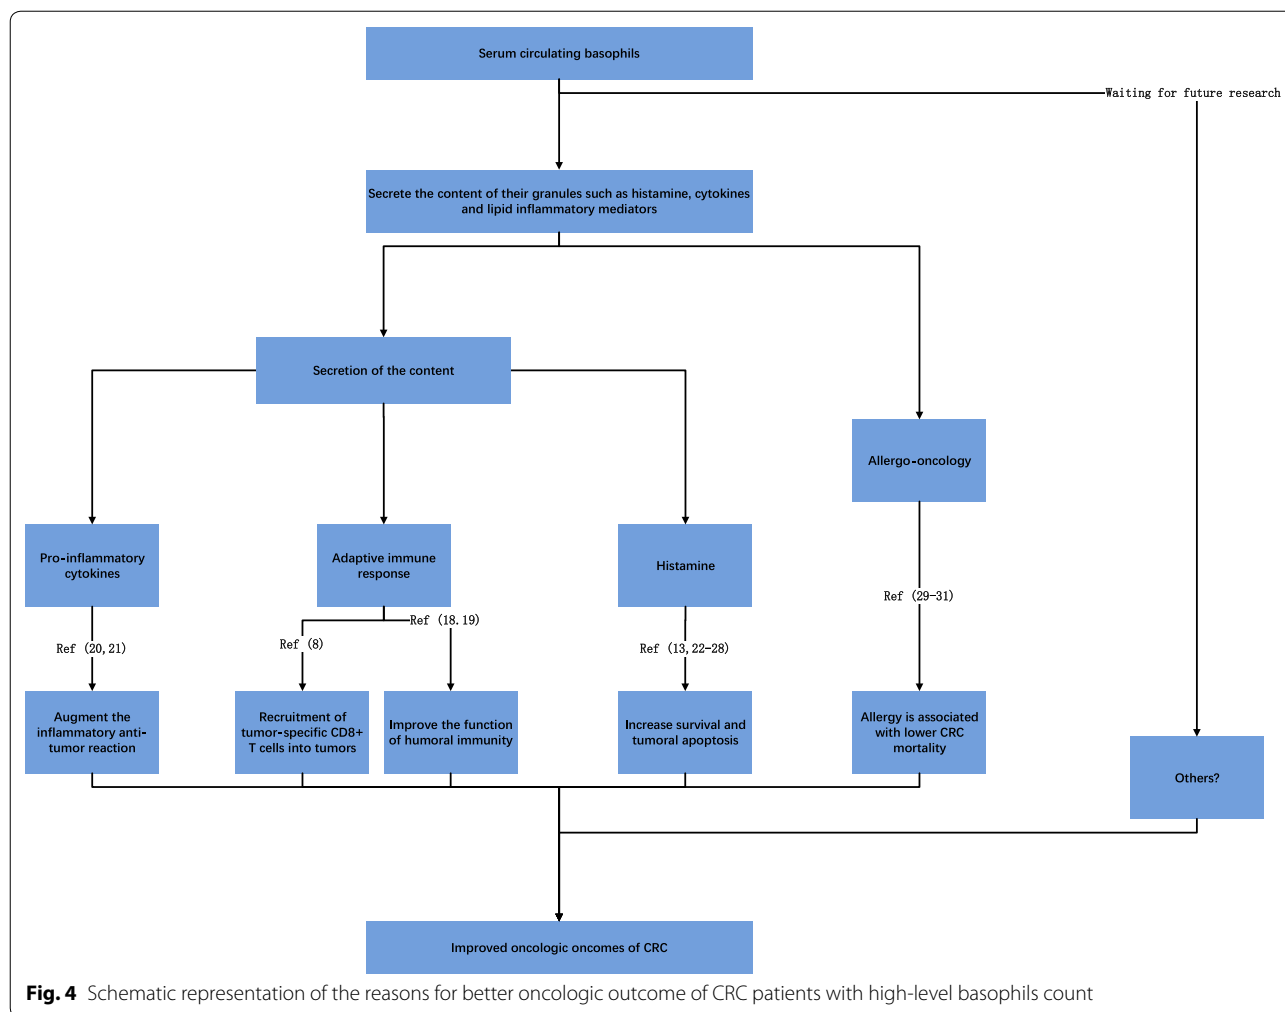 Serum circulating basophils
Waiting for future research
Secrete the content of their granules such as histamine, cytokines
and lipid inflammatory mediators
Secretion of the content
Allergo-oncology
Pro-inflammatory
cytokines
Adaptive immune
response
Histamine
Ref (29-31)
Ref (18.19)
Ref (20,21)
Ref (8)
Ref (13,22-28)
Augment the
inflammatory anti-
tumor reaction
Recruitment of
tumor-specific CD8+
T cells into tumors
Improve the function
of humoral immunity
Increase survival and
tumoral apoptosis
Allergy is associated
with lower CRC
mortality
Others?
Improved oncologic oncomes of CRC
Fig. 4 Schematic representation of the reasons for better oncologic outcome of CRC patients with high-level basophils count